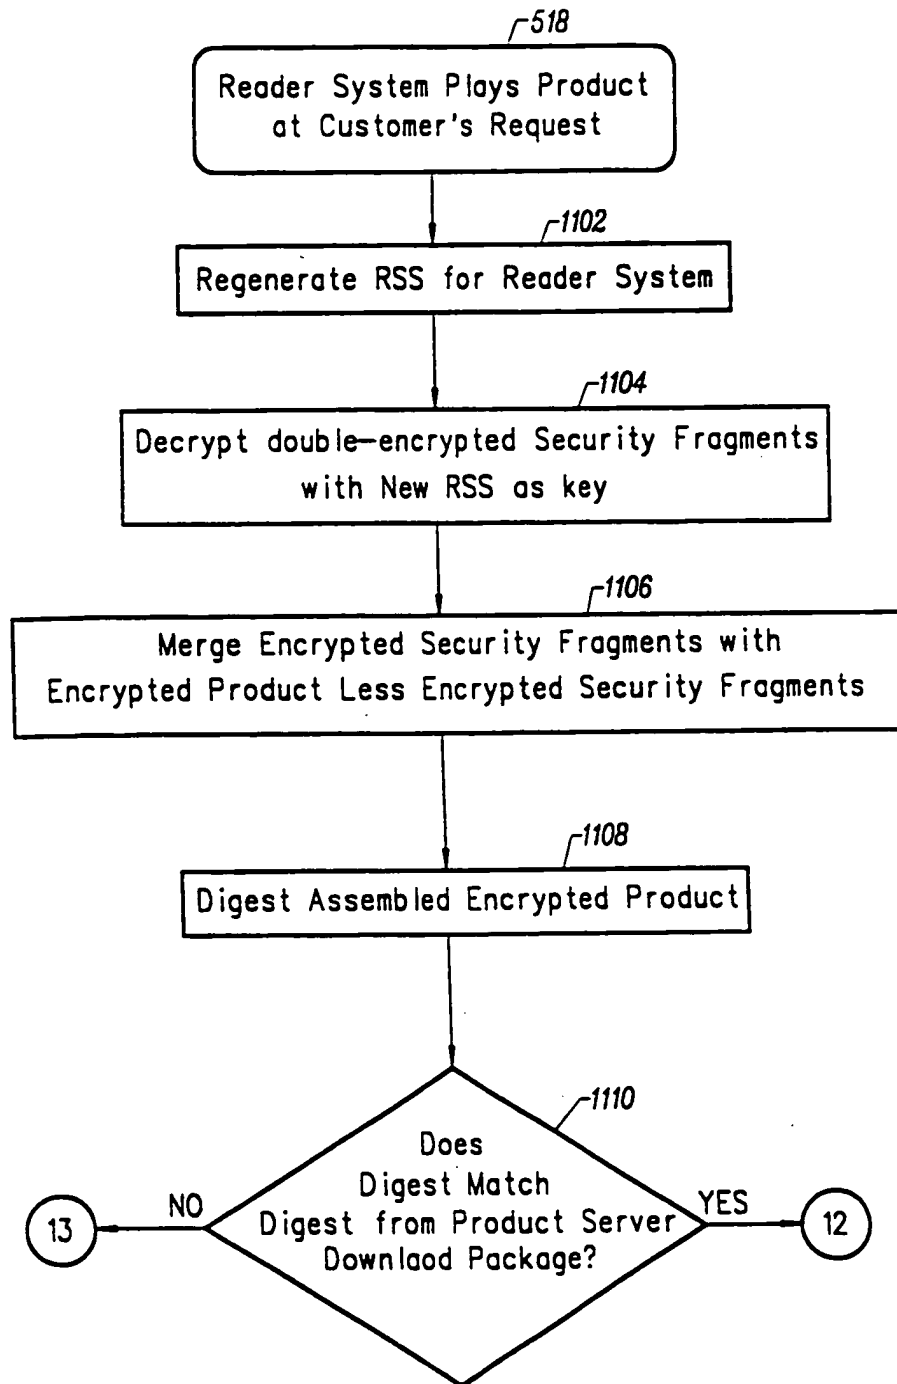 518
Reader System Plays Product
at Customer's Request
1102
Regenerate RSS for Reader System
1104
Decrypt double-encrypted Security Fragments
with New RSS as key
1106
Merge Encrypted Security Fragments with
Encrypted Product Less Encrypted Security Fragments
1108
Digest Assembled Encrypted Product
1110
Does
Digest Match
Digest from Product Server
Downlaod Package?
NO
YES
13
12